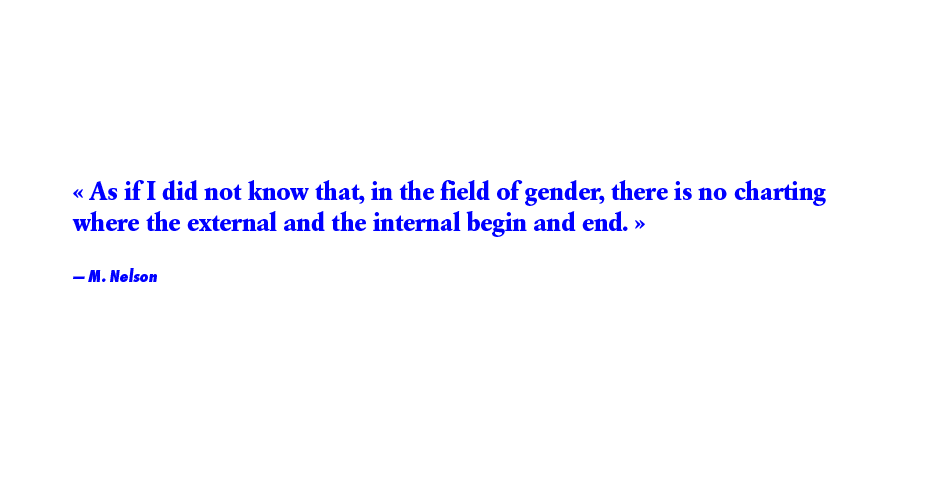 « As if I did not know that, in the field of gender, there is no charting
where the external and the internal begin and end. »
— M. Nelson